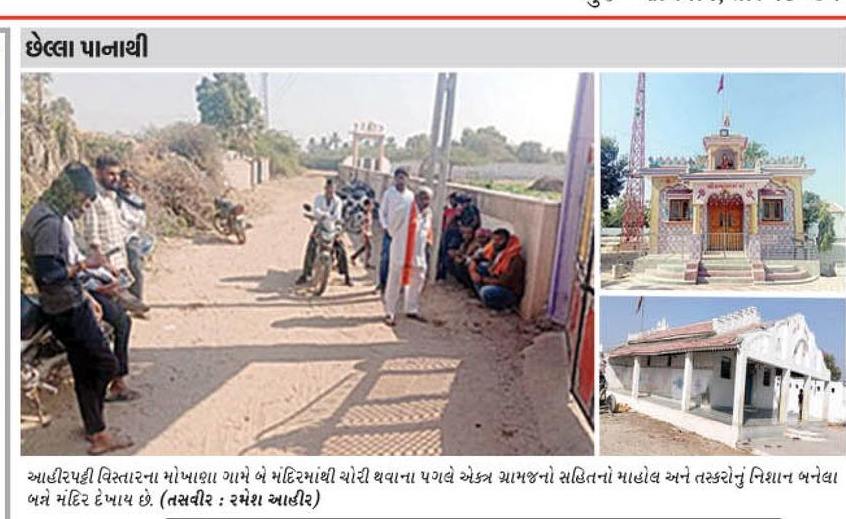 છેલ્લા પાનાથી
આહીરપટ્ટી વિસ્તારના મોખાણા ગામે બે મંદિરમાંથી ચોરી થવાના પગલે એકત્ર ગ્રામજનો સહિતનો માહોલ અને તસ્કરોનું નિશાન બનેલા
બન્ને મંદિર દેખાય છે. (તસવીર : રમેશ આહીર)